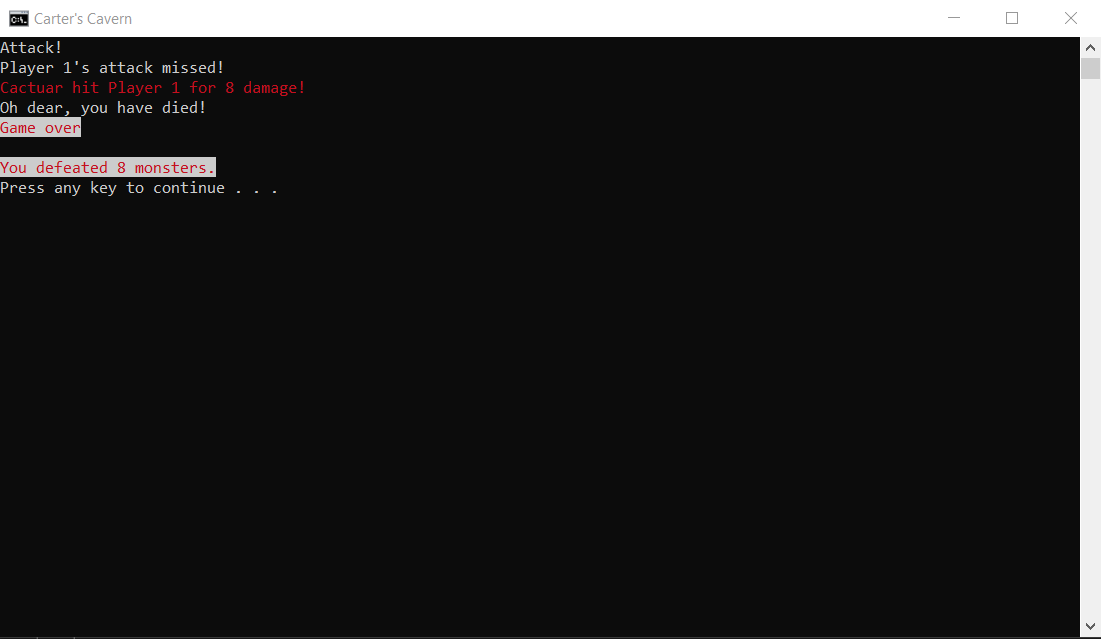 Carter's Cavern
Attack!
Player 1's attack missed!
Cactuar hit Player 1 for 8 damage!
Oh dear, you have died!
Game over
You defeated 8 monsters.
Press any key to continue . . .